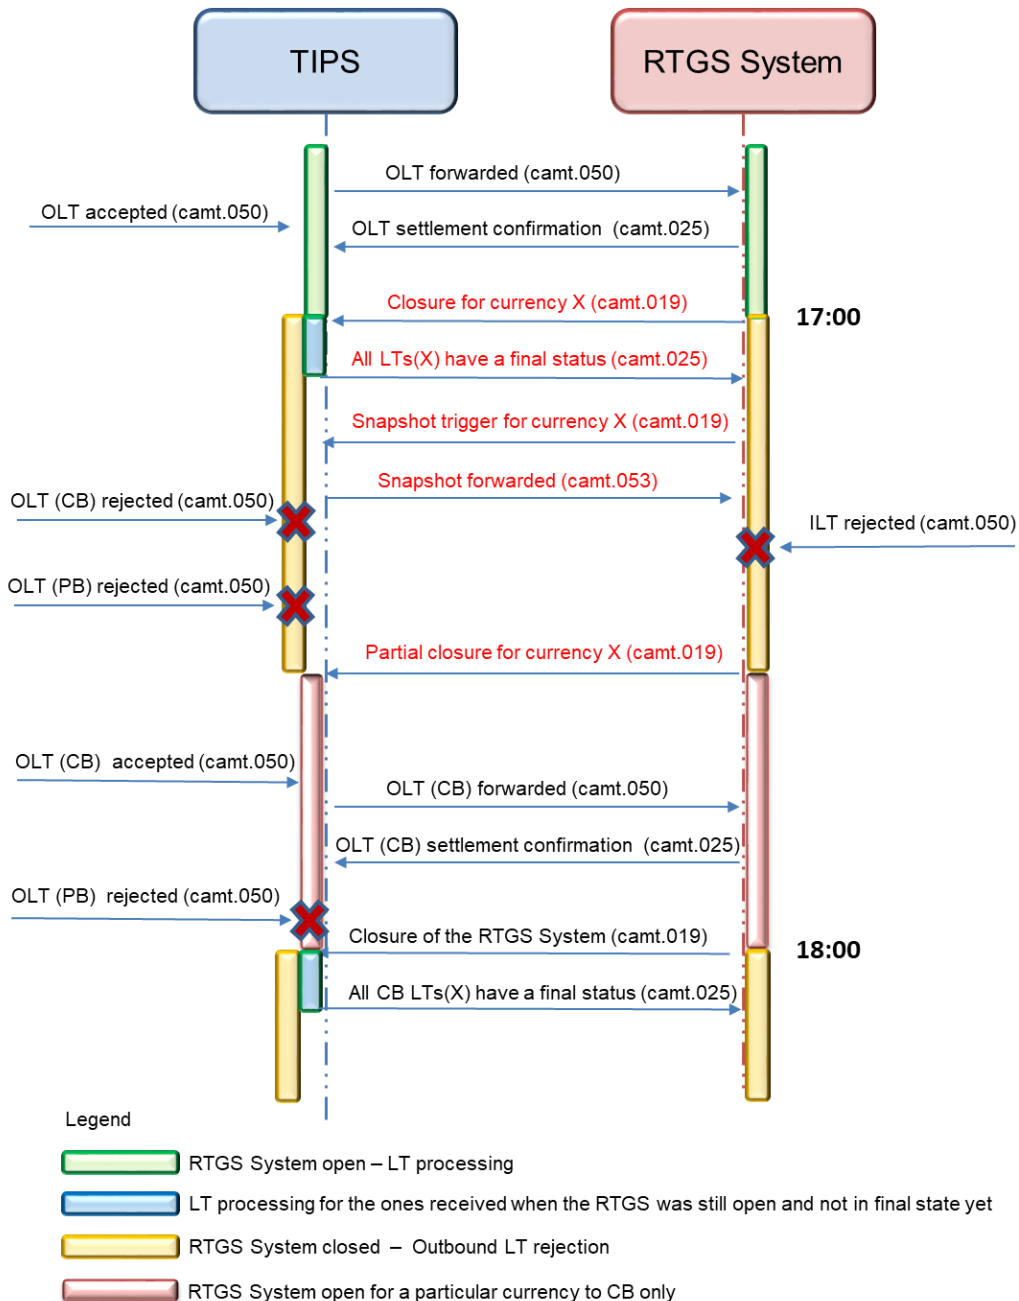 TIPS
RTGS System
OLT forwarded (camt.050)
OLT accepted (camt.050)
OLT settlement confirmation (camt.025)
Closure for currency X (camt.019)
17:00
All LTs(X) have a final status (camt.025)
Snapshot trigger for currency X (camt.019)
Snapshot forwarded (camt.053)
OLT (CB) rejected (camt.050)
ILT rejected (camt.050)
OLT (PB) rejected (camt.050)
Partial closure for currency X (camt.019)
OLT (CB) accepted (camt.050)
OLT (CB) forwarded (camt.050)
OLT (CB) settlement confirmation (camt.025)
OLT (PB) rejected (camt.050)
Closure of the RTGS System (camt.019)
18:00
All CB LTs(X) have a final status (camt.025)
Legend
RTGS System open – LT processing
LT processing for the ones received when the RTGS was still open and not in final state yet
RTGS System closed – Outbound LT rejection
RTGS System open for a particular currency to CB only